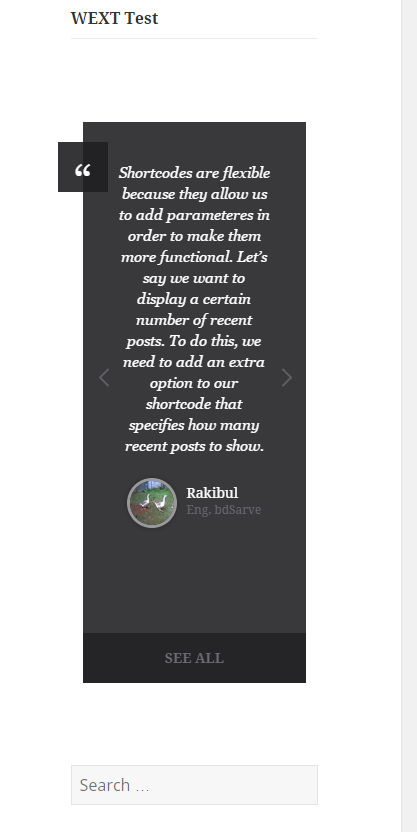 WEXT Test
“
Shortcodes are flexible
because they allow us
to add parameteres in
order to make them
more functional. Let’s
say we want to
display a certain
number of recent
posts. To do this, we
need to add an extra
option to our
shortcode that
specifies how many
recent posts to show.
Rakibul
Eng, bdSarve
SEE ALL
Search …